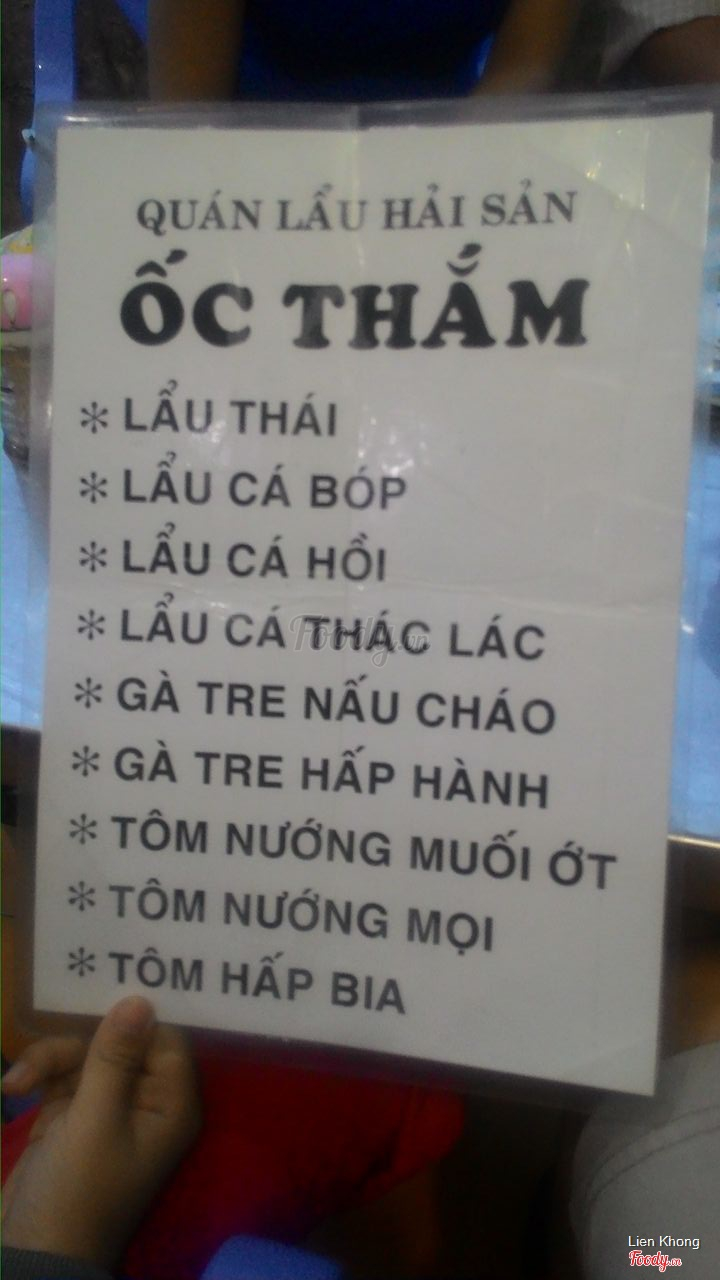 QUÁN LẨU HẢI SẢN
ỐC THẮM
* LẨU THÁI
* LẨU CÁ BÓP
* LẨU CÁ HỒI
* LẨU CÁ THÁC LÁC
* GÀ TRE NẤU CHÁO
* GÀ TRE HẤP HÀNH
* TÔM NƯỚNG MUỐI ỚT
* TÔM NƯỚNG MỌI
* TÔM HẤP BIA
Foody.vn
Lien Khong
Foody.vn